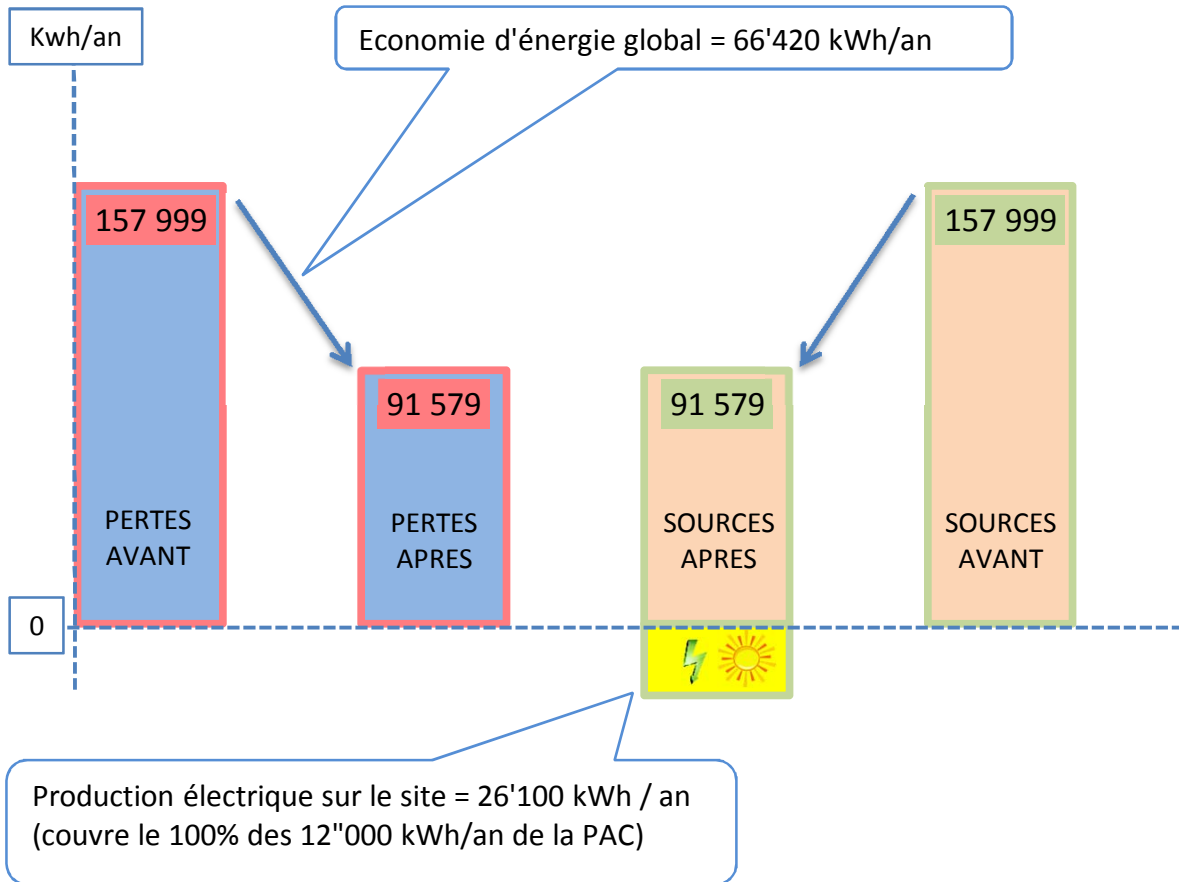 Kwh/an
Economie d'énergie global = 66'420 kWh/an
157 999
157 999
91 579
91 579
PERTES
AVANT
PERTES
APRES
SOURCES
APRES
SOURCES
AVANT
0
Production électrique sur le site = 26'100 kWh / an
(couvre le 100% des 12"000 kWh/an de la PAC)